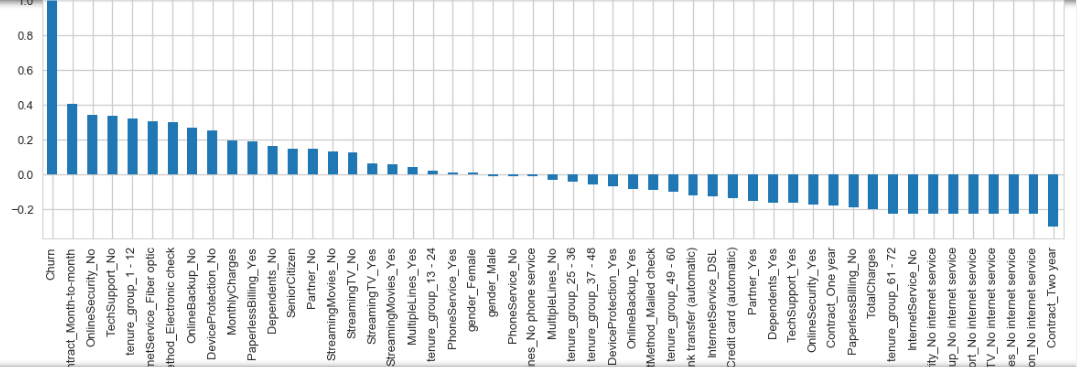 1.0
0.8
0.6
0.4
0.2
0.0
−0.2
Churn
ntract_Month-to-month
OnlineSecurity_No
TechSupport_No
tenure_group_1 - 12
rnetService_Fiber optic
ethod_Electronic check
OnlineBackup_No
DeviceProtection_No
MonthlyCharges
PaperlessBilling_Yes
Dependents_No
SeniorCitizen
Partner_No
StreamingMovies_No
StreamingTV_No
StreamingTV_Yes
StreamingMovies_Yes
MultipleLines_Yes
tenure_group_13 - 24
PhoneService_Yes
gender_Female
gender_Male
PhoneService_No
nes_No phone service
MultipleLines_No
tenure_group_25 - 36
tenure_group_37 - 48
DeviceProtection_Yes
OnlineBackup_Yes
tMethod_Mailed check
tenure_group_49 - 60
nk transfer (automatic)
InternetService_DSL
Credit card (automatic)
Partner_Yes
Dependents_Yes
TechSupport_Yes
OnlineSecurity_Yes
Contract_One year
PaperlessBilling_No
TotalCharges
tenure_group_61 - 72
InternetService_No
ity_No internet service
up_No internet service
ort_No internet service
TV_No internet service
es_No internet service
on_No internet service
Contract_Two year